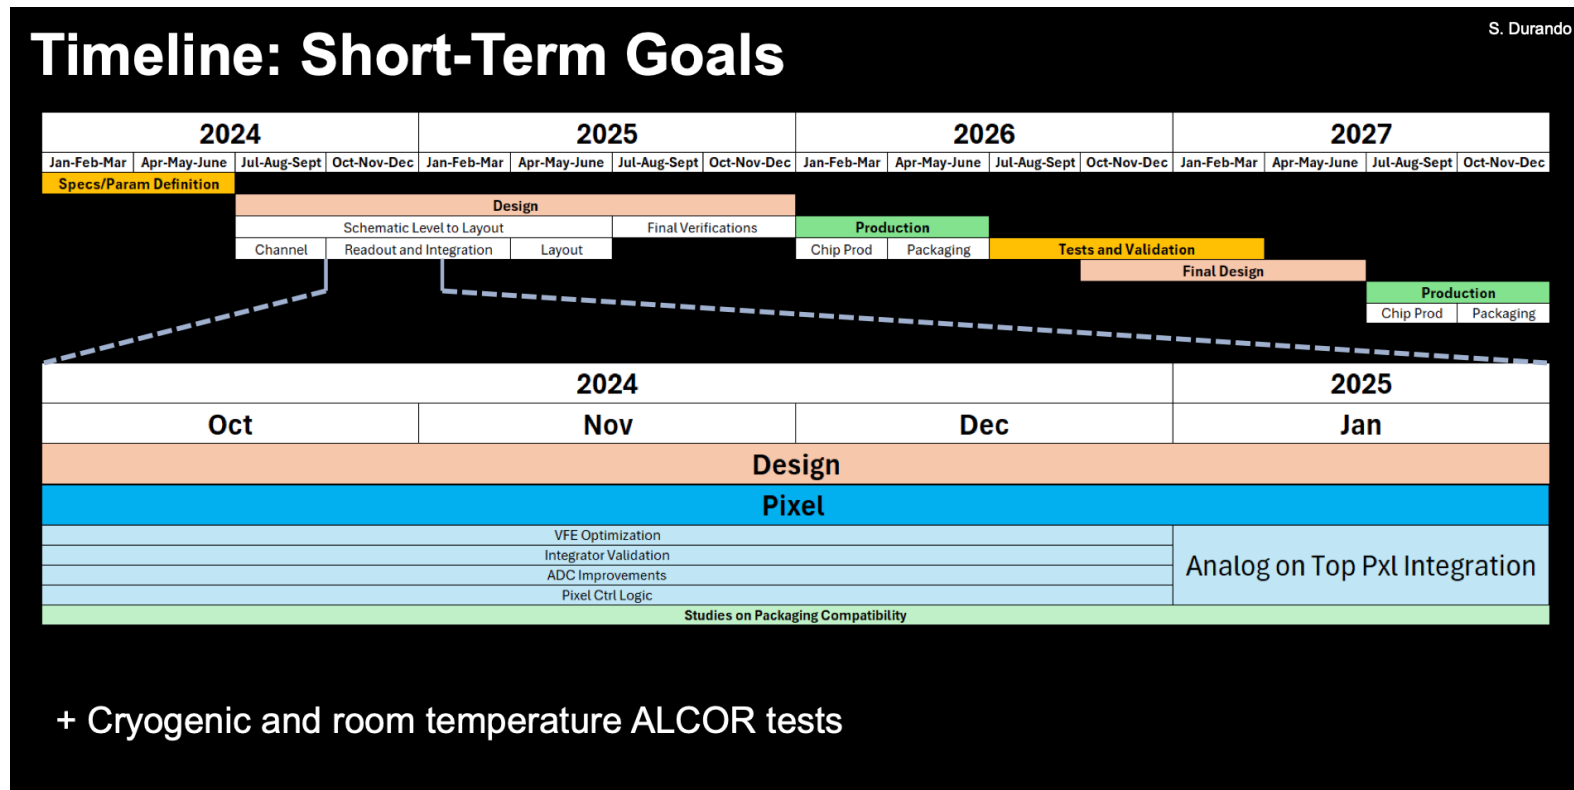 S. Durando
Timeline: Short-Term Goals
2024 2025 2026 2027
Jan-Feb-Mar Apr-May-June Jul-Aug-Sept Oct-Nov-Dec Jan-Feb-Mar Apr-May-June Jul-Aug-Sept Oct-Nov-Dec Jan-Feb-Mar Apr-May-June Jul-Aug-Sept Oct-Nov-Dec Jan-Feb-Mar Apr-May-June Jul-Aug-Sept Oct-Nov-Dec
Specs/Param Definition
Design
Schematic Level to Layout Final Verifications Production
Channel Readout and Integration Layout Chip Prod Packaging Tests and Validation
Final Design
Production
Chip Prod Packaging
2024 2025
Oct Nov Dec Jan
Design
Pixel
VFE Optimization
Integrator Validation
ADC Improvements
Pixel Ctrl Logic
Analog on Top Pxl Integration
Studies on Packaging Compatibility
+ Cryogenic and room temperature ALCOR tests